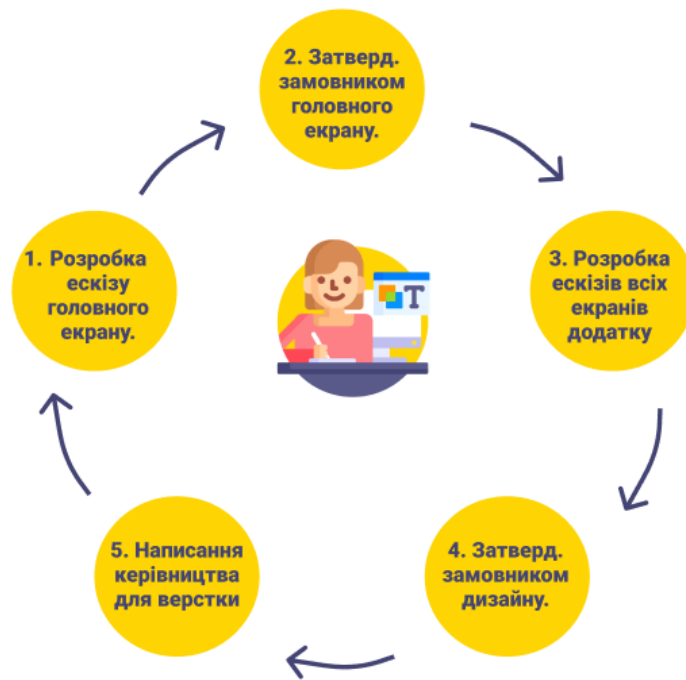 1. Розробка
ескізу
головного
екрану.
2. Затверд.
замовником
головного
екрану.
3. Розробка
ескізів всіх
екранів
додатку
4. Затверд.
замовником
дизайну.
5. Написання
керівництва
для верстки
T